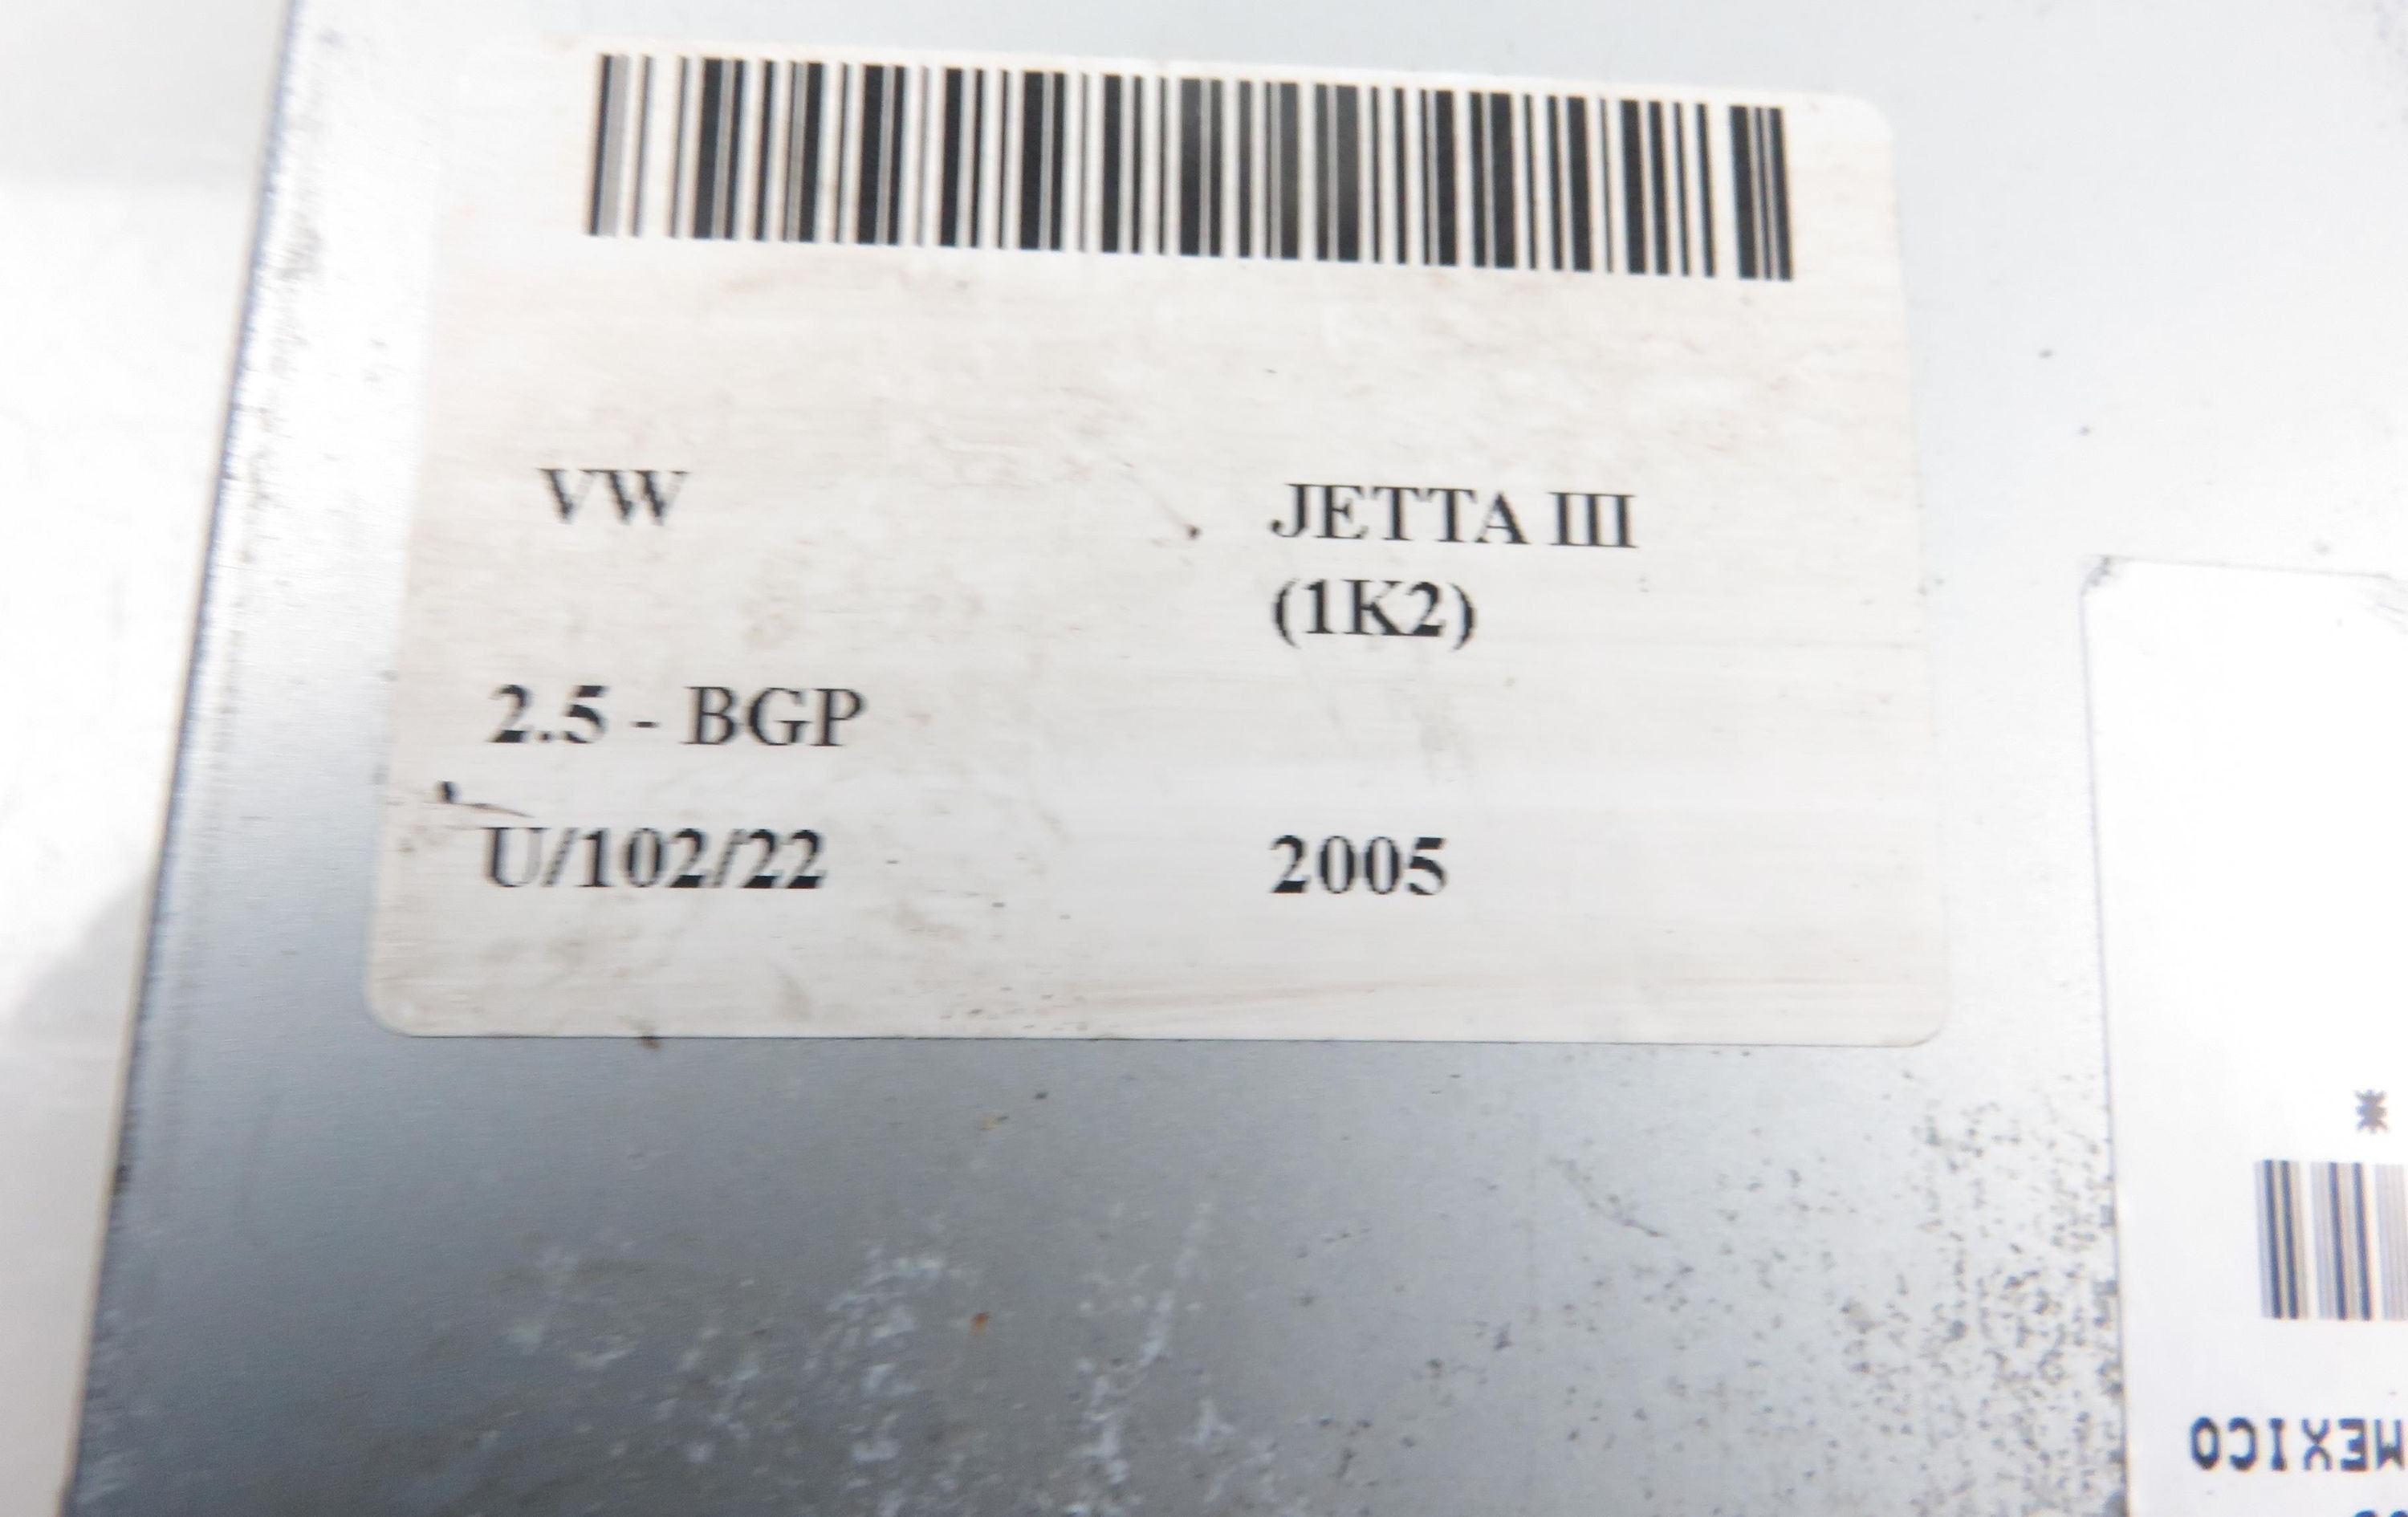 VW JETTA III
(1K2)
2.5 - BGP
U/102/22 2005
*
MEXICO